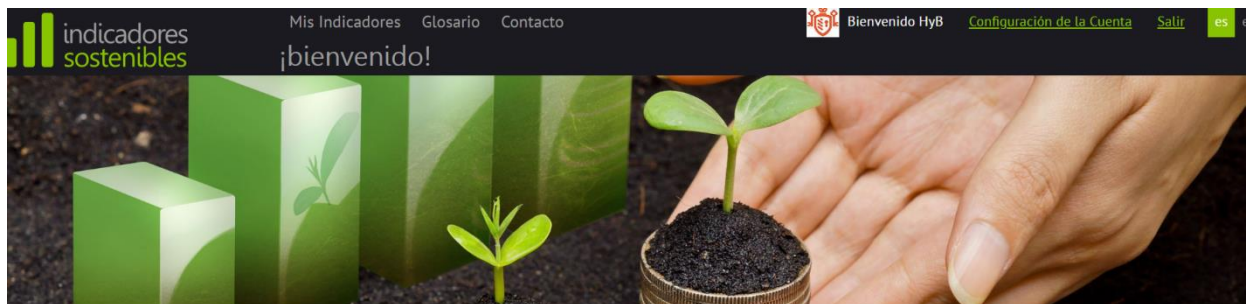 indicadores
sostenibles
Mis Indicadores Glosario Contacto
¡bienvenido!
Bienvenido HyB Configuración de la Cuenta Salir es